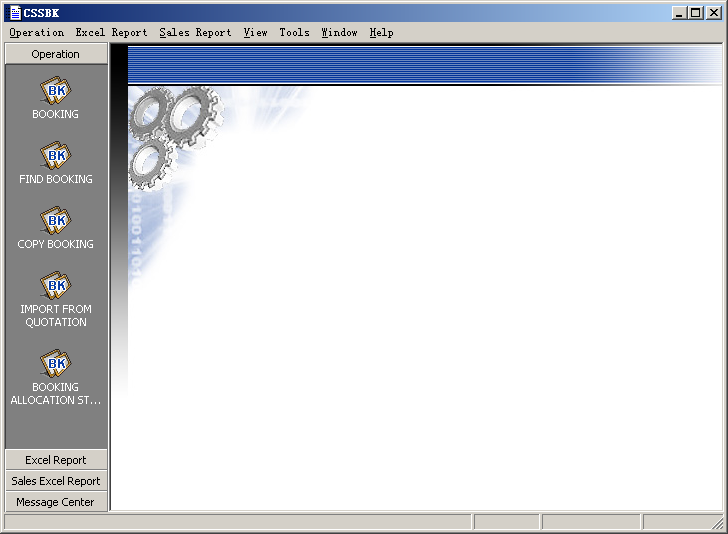 CSSBK
Operation Excel Report Sales Report View Tools Window Help
Operation
BK
BOOKING
BK
FIND BOOKING
BK
COPY BOOKING
BK
IMPORT FROM
QUOTATION
BK
BOOKING
ALLOCATION ST...
Excel Report
Sales Excel Report
Message Center